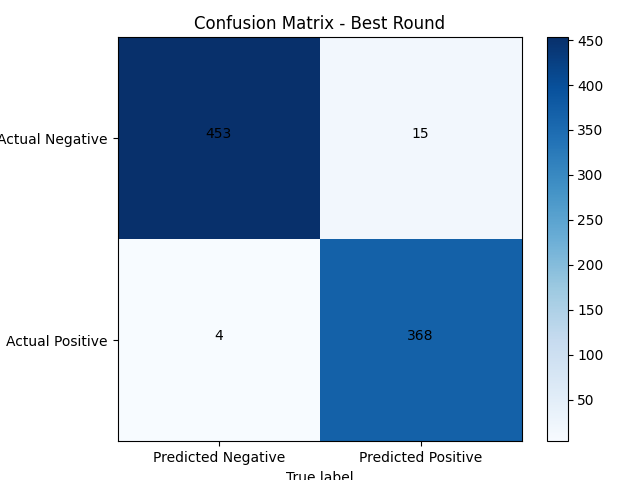 Confusion Matrix - Best Round
450
Actual Negative 453 15
400
350
300
250
200
150
Actual Positive 4 368
100
50
Predicted Negative Predicted Positive
True label